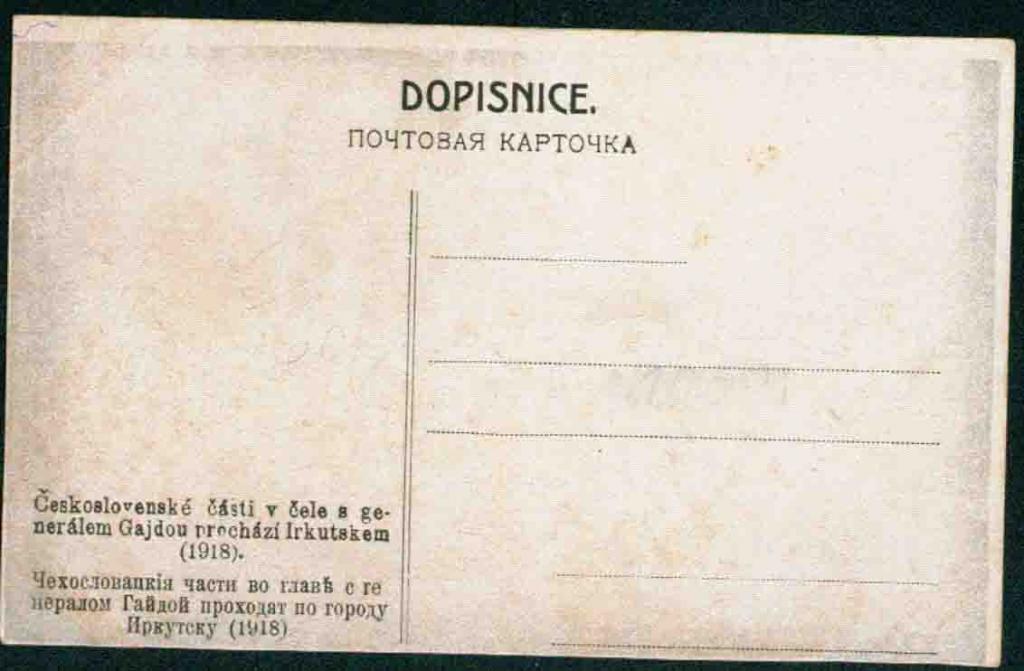 DOPISNICE.
ПОЧТОВАЯ КАРТОЧКА
Československé části v čele s ge-
nerálem Gajdou prochází Irkutskem
(1918).
Чехословацкія части во главѣ с ге
нералом Гайдой проходят по городу
Иркутску (1918)